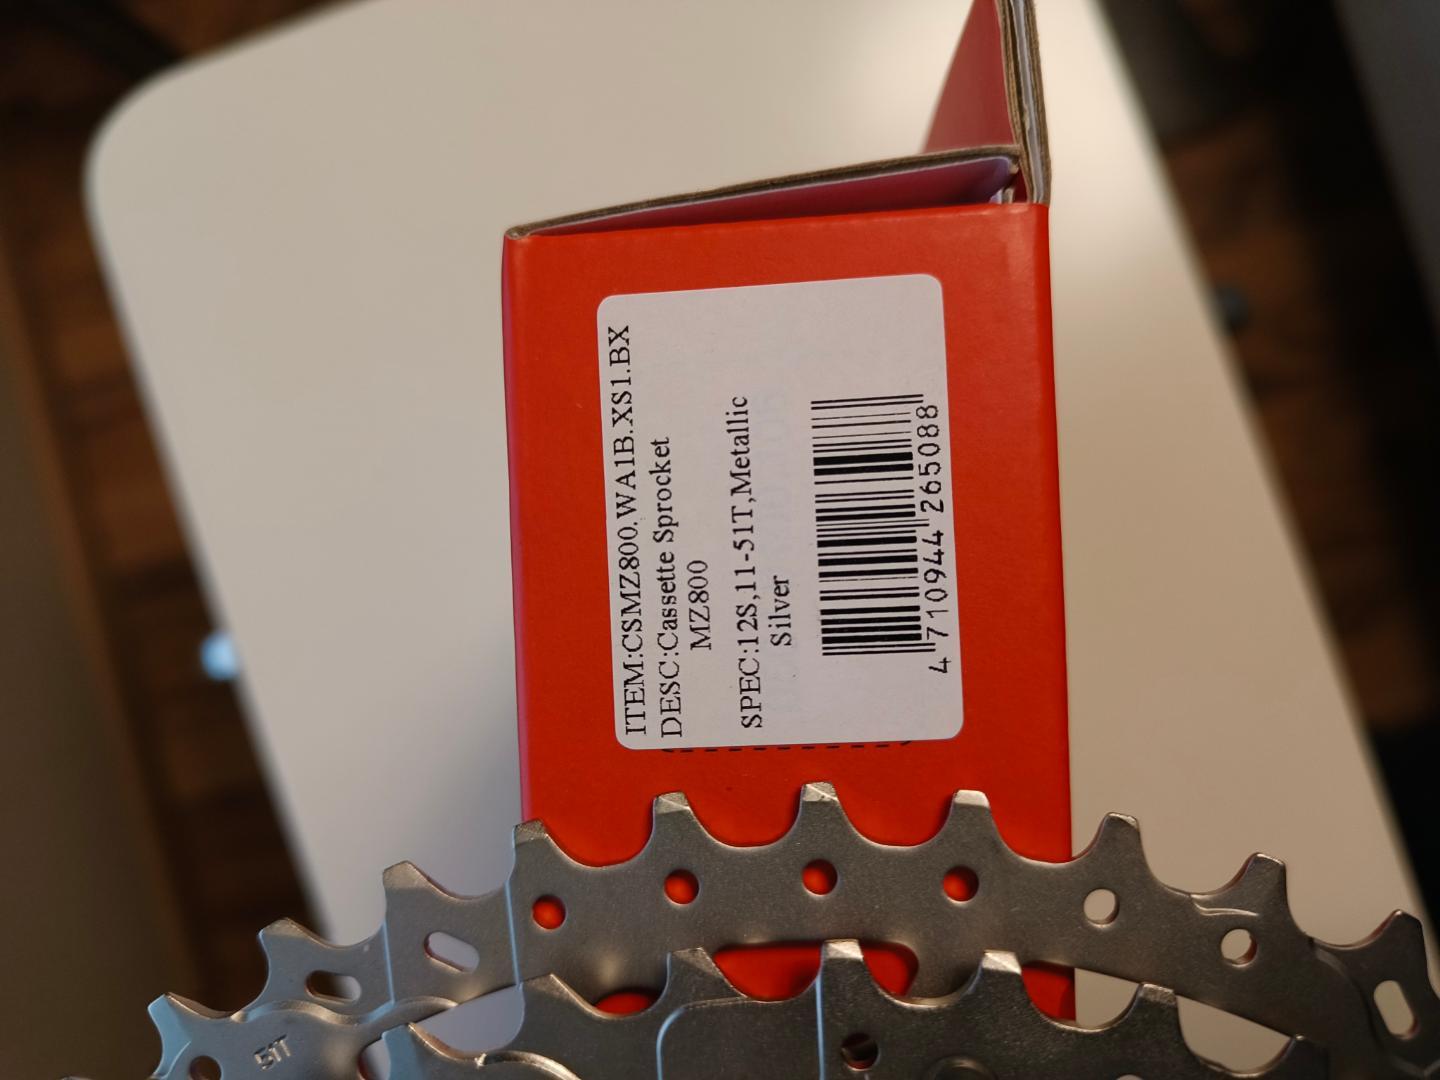 ITEM:CSMZ800.WA1B.XS1.BX
DESC:Cassette Sprocket
MZ800
SPEC:12S,11-51T,Metallic
Silver
4 710944 265088
51T